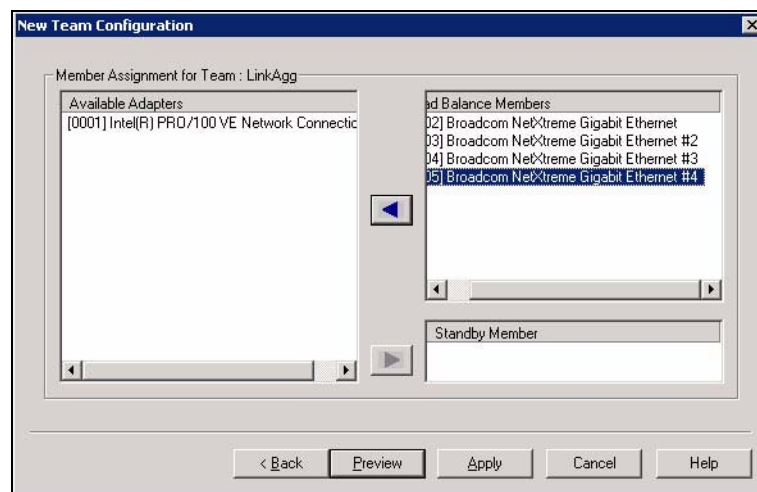 New Team Configuration
Member Assignment for Team : LinkAgg
Available Adapters
[0001] Intel(R) PRO/100 VE Network Connectic
ad Balance Members
02] Broadcom NetXtreme Gigabit Ethernet
03] Broadcom NetXtreme Gigabit Ethernet #2
04] Broadcom NetXtreme Gigabit Ethernet #3
05] Broadcom NetXtreme Gigabit Ethernet #4
Standby Member
< Back
Preview
Apply
Cancel
Help